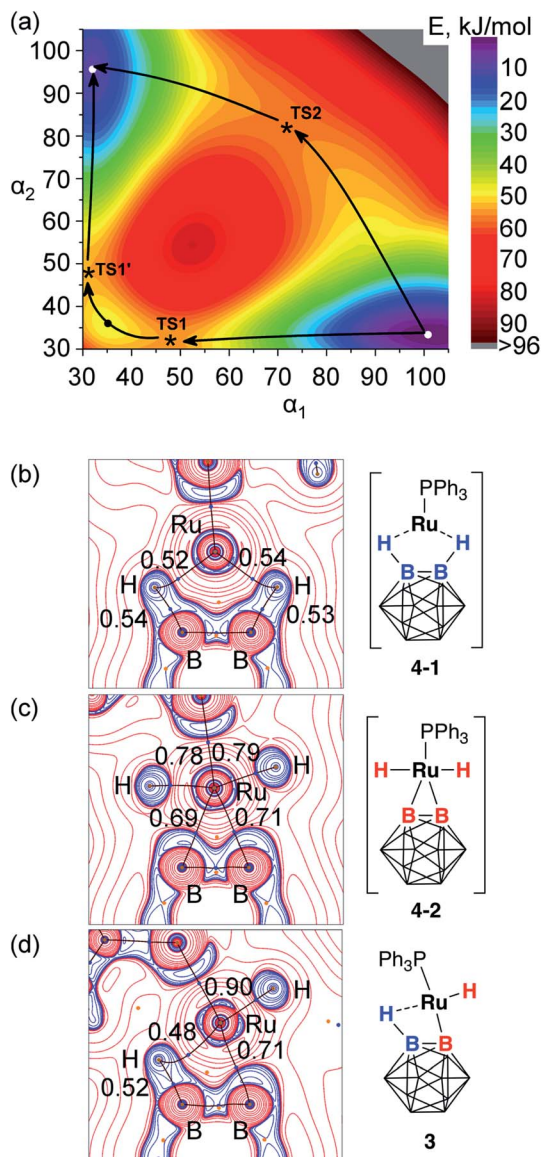 (a)
E, kJ/mol
100
90
80
70
60
50
40
30
α2
30 40 50 60 70 80 90 100
α1
TS2
TS1'
TS1
10
20
30
40
50
60
70
80
90
>96
(b)
Ru
0.52 0.54
H H
0.54 0.53
B B
PPh3
Ru
H H
B B
4-1
(c)
0.78 0.79
H H
Ru
0.69 0.71
B B
PPh3
H Ru H
B B
4-2
(d)
0.90 H
0.48 Ru
H 0.71
0.52
B B
Ph3P
Ru H
H
B B
3